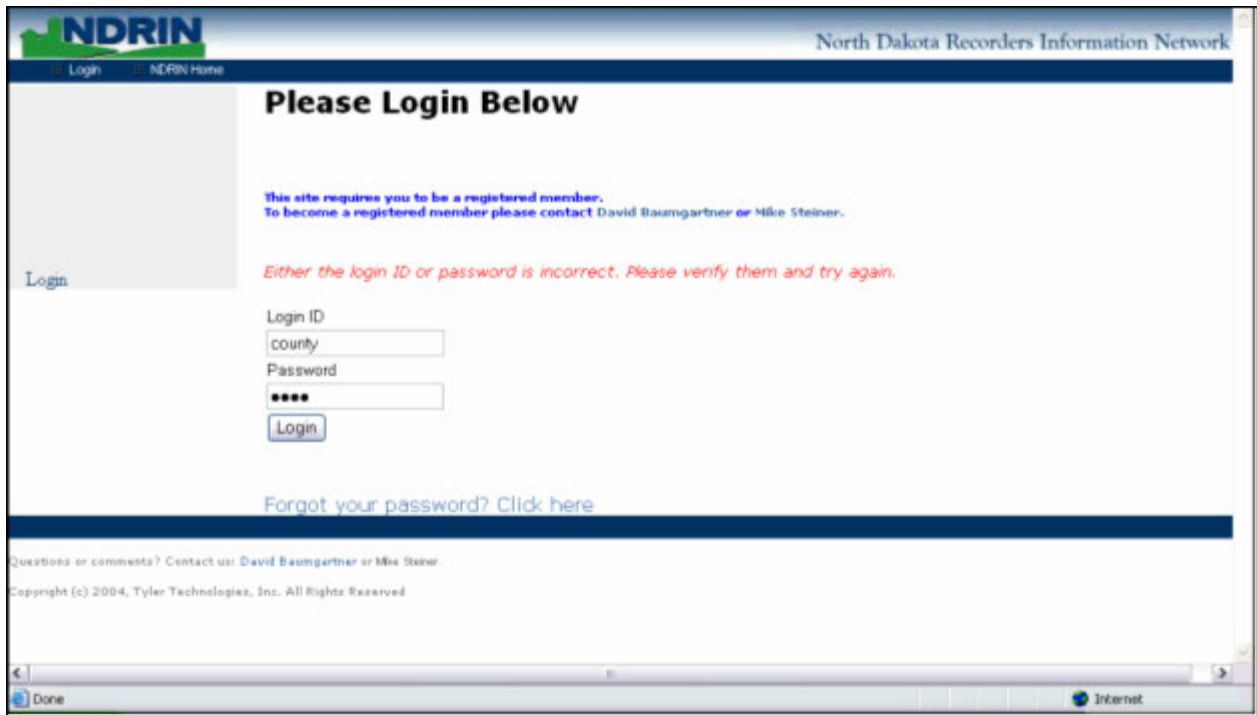 NDRIN
North Dakota Recorders Information Network
Login NDRIN Home
Please Login Below
This site requires you to be a registered member.
To become a registered member please contact David Baumgartner or Mike Steiner.
Login
Either the login ID or password is incorrect. Please verify them and try again.
Login ID
county
Password
••••
Login
Forgot your password? Click here
Questions or comments? Contact us: David Baumgartner or Mike Steiner.
Copyright (c) 2004, Tyler Technologies, Inc. All Rights Reserved
Done
Internet